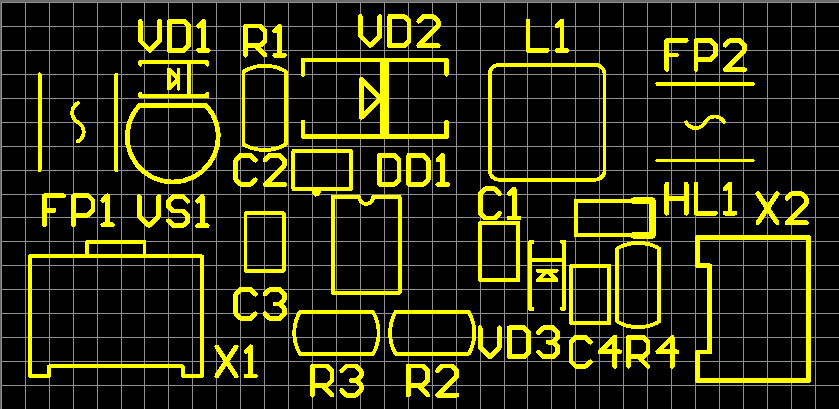 VD1
R1
VD2
L1
FP2
C2
DD1
FP1
VS1
C1
HL1
X2
C3
X1
VD3
C4
R4
R3
R2